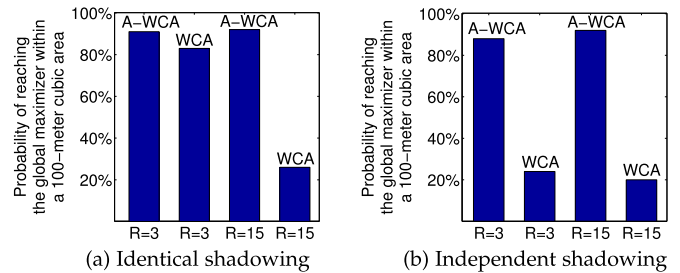 Probability of reaching
the global maximizer within
a 100−meter cubic area
100%
80%
60%
40%
20%
A−WCA
WCA
A−WCA
WCA
R=3
R=3
R=15
R=15
(a) Identical shadowing
Probability of reaching
the global maximizer within
a 100−meter cubic area
100%
80%
60%
40%
20%
A−WCA
WCA
A−WCA
WCA
R=3
R=3
R=15
R=15
(b) Independent shadowing